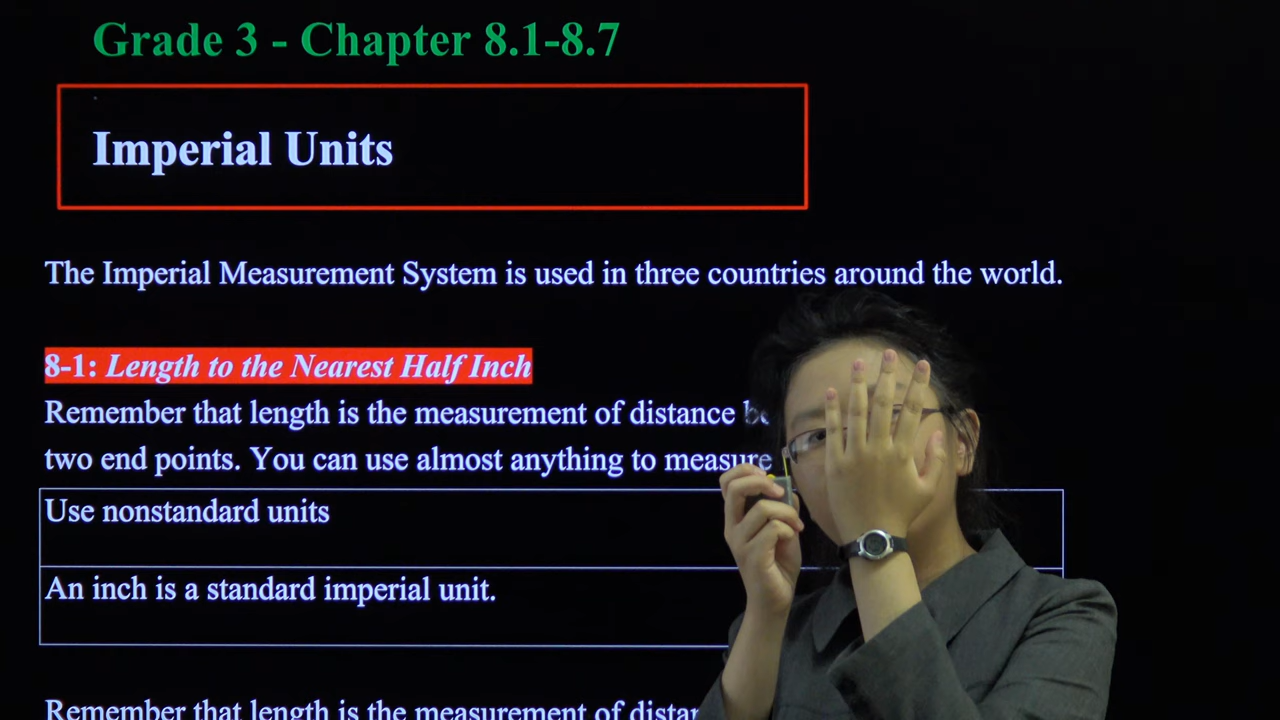 Grade 3 - Chapter 8.1-8.7
Imperial Units
The Imperial Measurement System is used in three countries around the world.
8-1: Length to the Nearest Half Inch
Remember that length is the measurement of distance
two end points. You can use almost anything to measure
Use nonstandard units
An inch is a standard imperial unit.
Remember that length is the measurement of